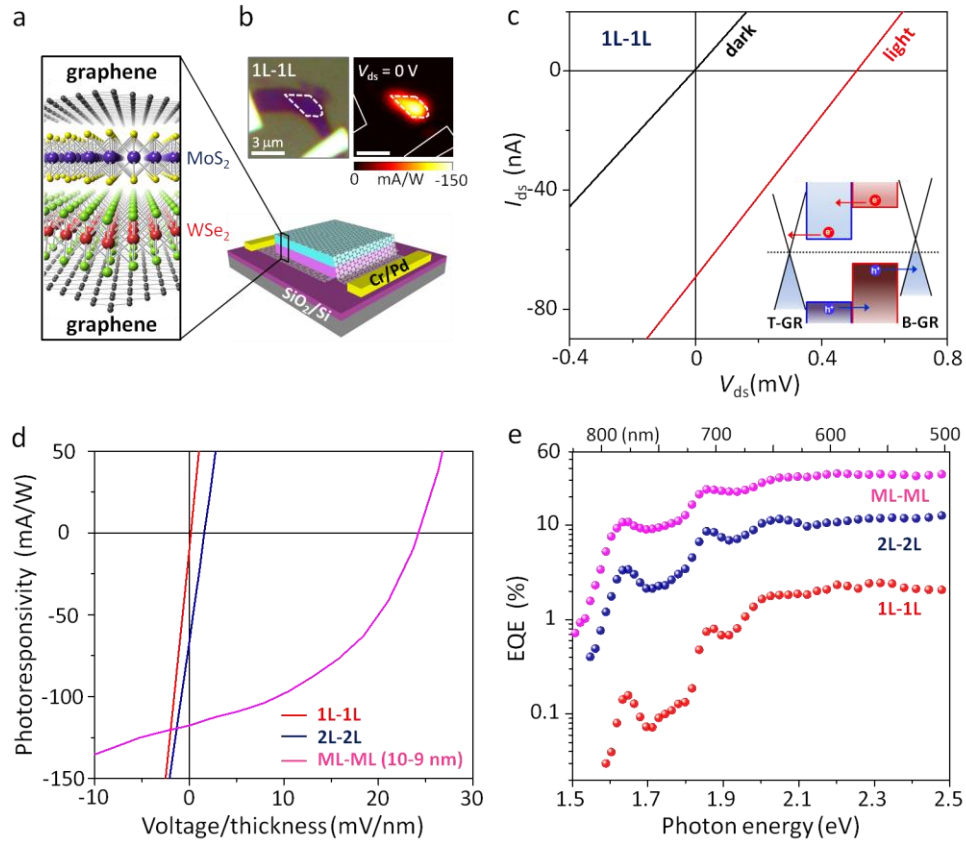 a
graphene
MoS₂
WSe₂
graphene
b
1L-1L
3 μm
Vds = 0 V
0 mA/W -150
Cr/Pd
SiO₂/Si
c
1L-1L
dark
light
Ids (nA)
0
-40
-80
-0.4 0 0.4 0.8
Vds(mV)
e⁻
e⁻
h⁺
h⁺
T-GR
B-GR
d
Photoresponsivity (mA/W)
50
0
-50
-100
-150
1L-1L
2L-2L
ML-ML (10-9 nm)
-10 0 10 20 30
Voltage/thickness (mV/nm)
e
800 (nm) 700 600 500
EQE (%)
60
10
1
0.1
ML-ML
2L-2L
1L-1L
1.5 1.7 1.9 2.1 2.3 2.5
Photon energy (eV)